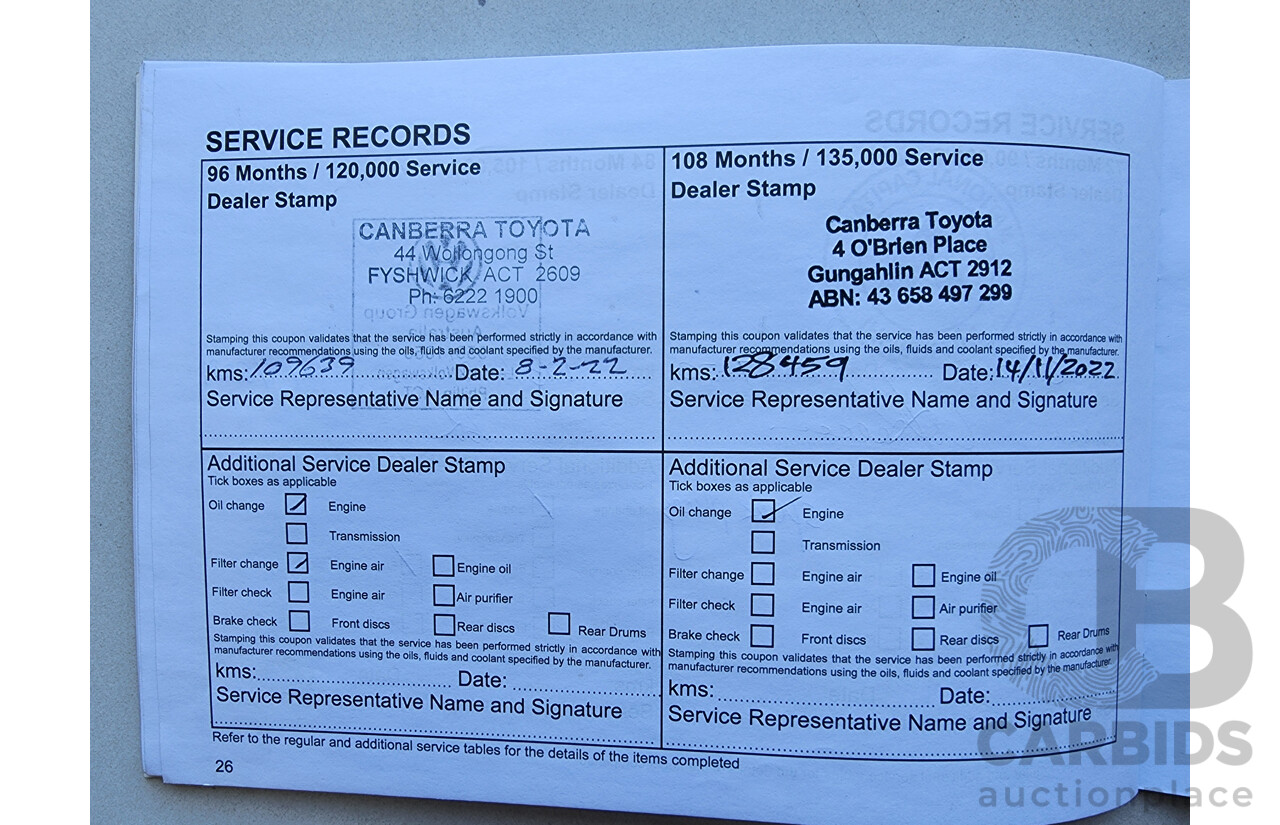 SERVICE RECORDS
96 Months / 120,000 Service
Dealer Stamp
CANBERRA TOYOTA
44 Wollongong St
FYSHWICK ACT 2609
Ph: 6222 1900
Stamping this coupon validates that the service has been performed strictly in accordance with
manufacturer recommendations using the oils, fluids and coolant specified by the manufacturer.
kms: 109639 Date: 8-2-22
Service Representative Name and Signature
108 Months / 135,000 Service
Dealer Stamp
Canberra Toyota
4 O'Brien Place
Gungahlin ACT 2912
ABN: 43 658 497 299
Stamping this coupon validates that the service has been performed strictly in accordance with
manufacturer recommendations using the oils, fluids and coolant specified by the manufacturer.
kms: 128459 Date: 14/11/2022
Service Representative Name and Signature
Additional Service Dealer Stamp
Tick boxes as applicable
Oil change Engine
Transmission
Filter change Engine air Engine oil
Filter check Engine air Air purifier
Brake check Front discs Rear discs Rear Drums
Stamping this coupon validates that the service has been performed strictly in accordance with
manufacturer recommendations using the oils, fluids and coolant specified by the manufacturer.
kms: Date:
Service Representative Name and Signature
Additional Service Dealer Stamp
Tick boxes as applicable
Oil change Engine
Transmission
Filter change Engine air Engine oil
Filter check Engine air Air purifier
Brake check Front discs Rear discs Rear Drums
Stamping this coupon validates that the service has been performed strictly in accordance with
manufacturer recommendations using the oils, fluids and coolant specified by the manufacturer.
kms: Date:
Service Representative Name and Signature
Refer to the regular and additional service tables for the details of the items completed
26
CARBIDS
auctionplace